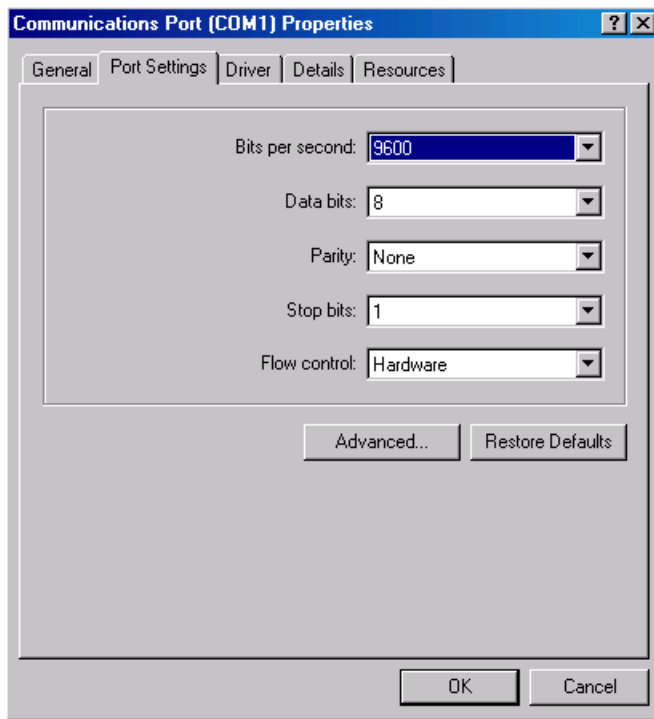 Communications Port (COM1) Properties
General Port Settings Driver Details Resources
Bits per second: 9600
Data bits: 8
Parity: None
Stop bits: 1
Flow control: Hardware
Advanced... Restore Defaults
OK Cancel